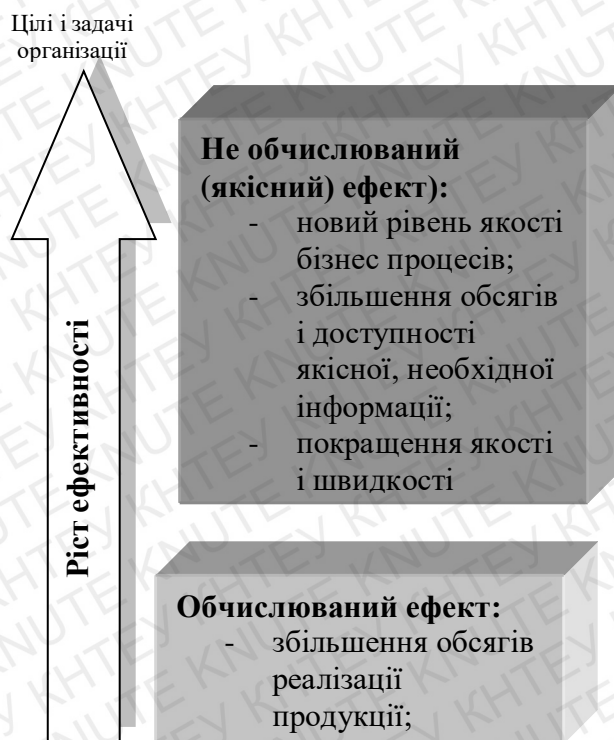 Цілі і задачі
організації
Не обчислюваний
(якісний) ефект):
- новий рівень якості
бізнес процесів;
- збільшення обсягів
і доступності
якісної, необхідної
інформації;
- покращення якості
і швидкості
Ріст ефективності
Обчислюваний ефект:
- збільшення обсягів
реалізації
продукції;